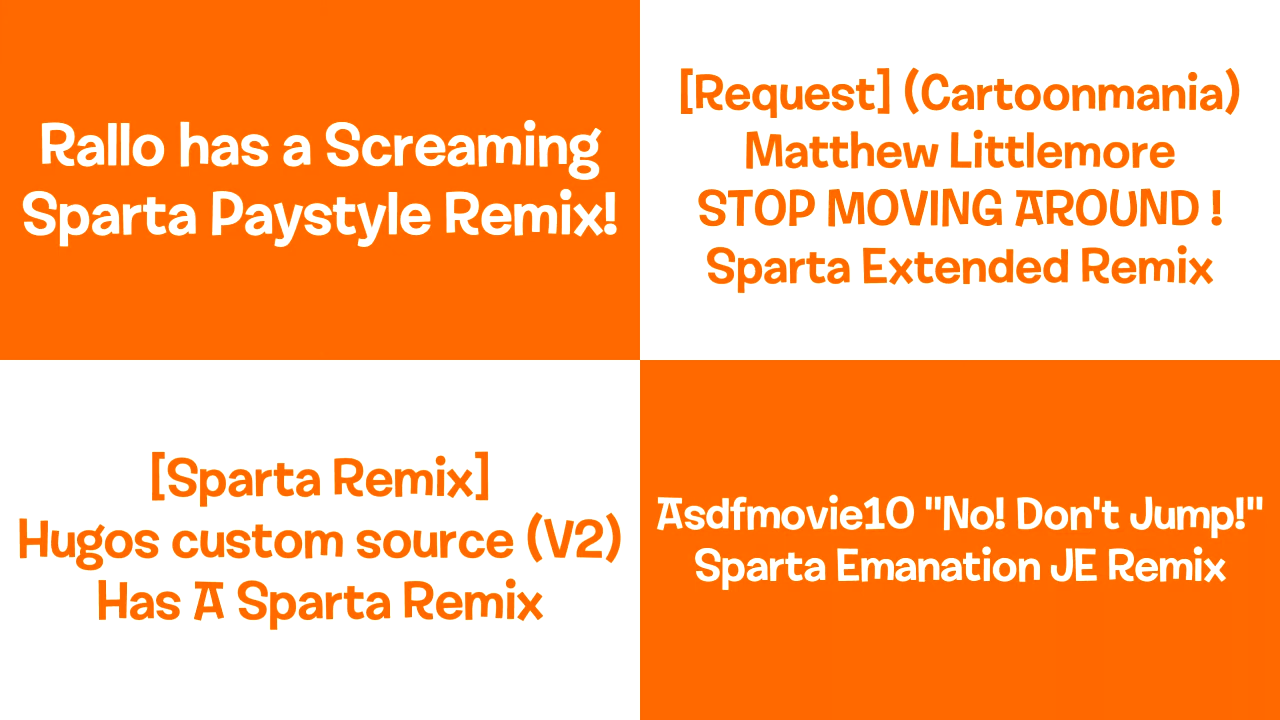 Rallo has a Screaming
Sparta Paystyle Remix!
[Request] (Cartoonmania)
Matthew Littlemore
STOP MOVING AROUND !
Sparta Extended Remix
[Sparta Remix]
Hugos custom source (V2)
Has A Sparta Remix
Asdfmovie10 "No! Don't Jump!"
Sparta Emanation JE Remix